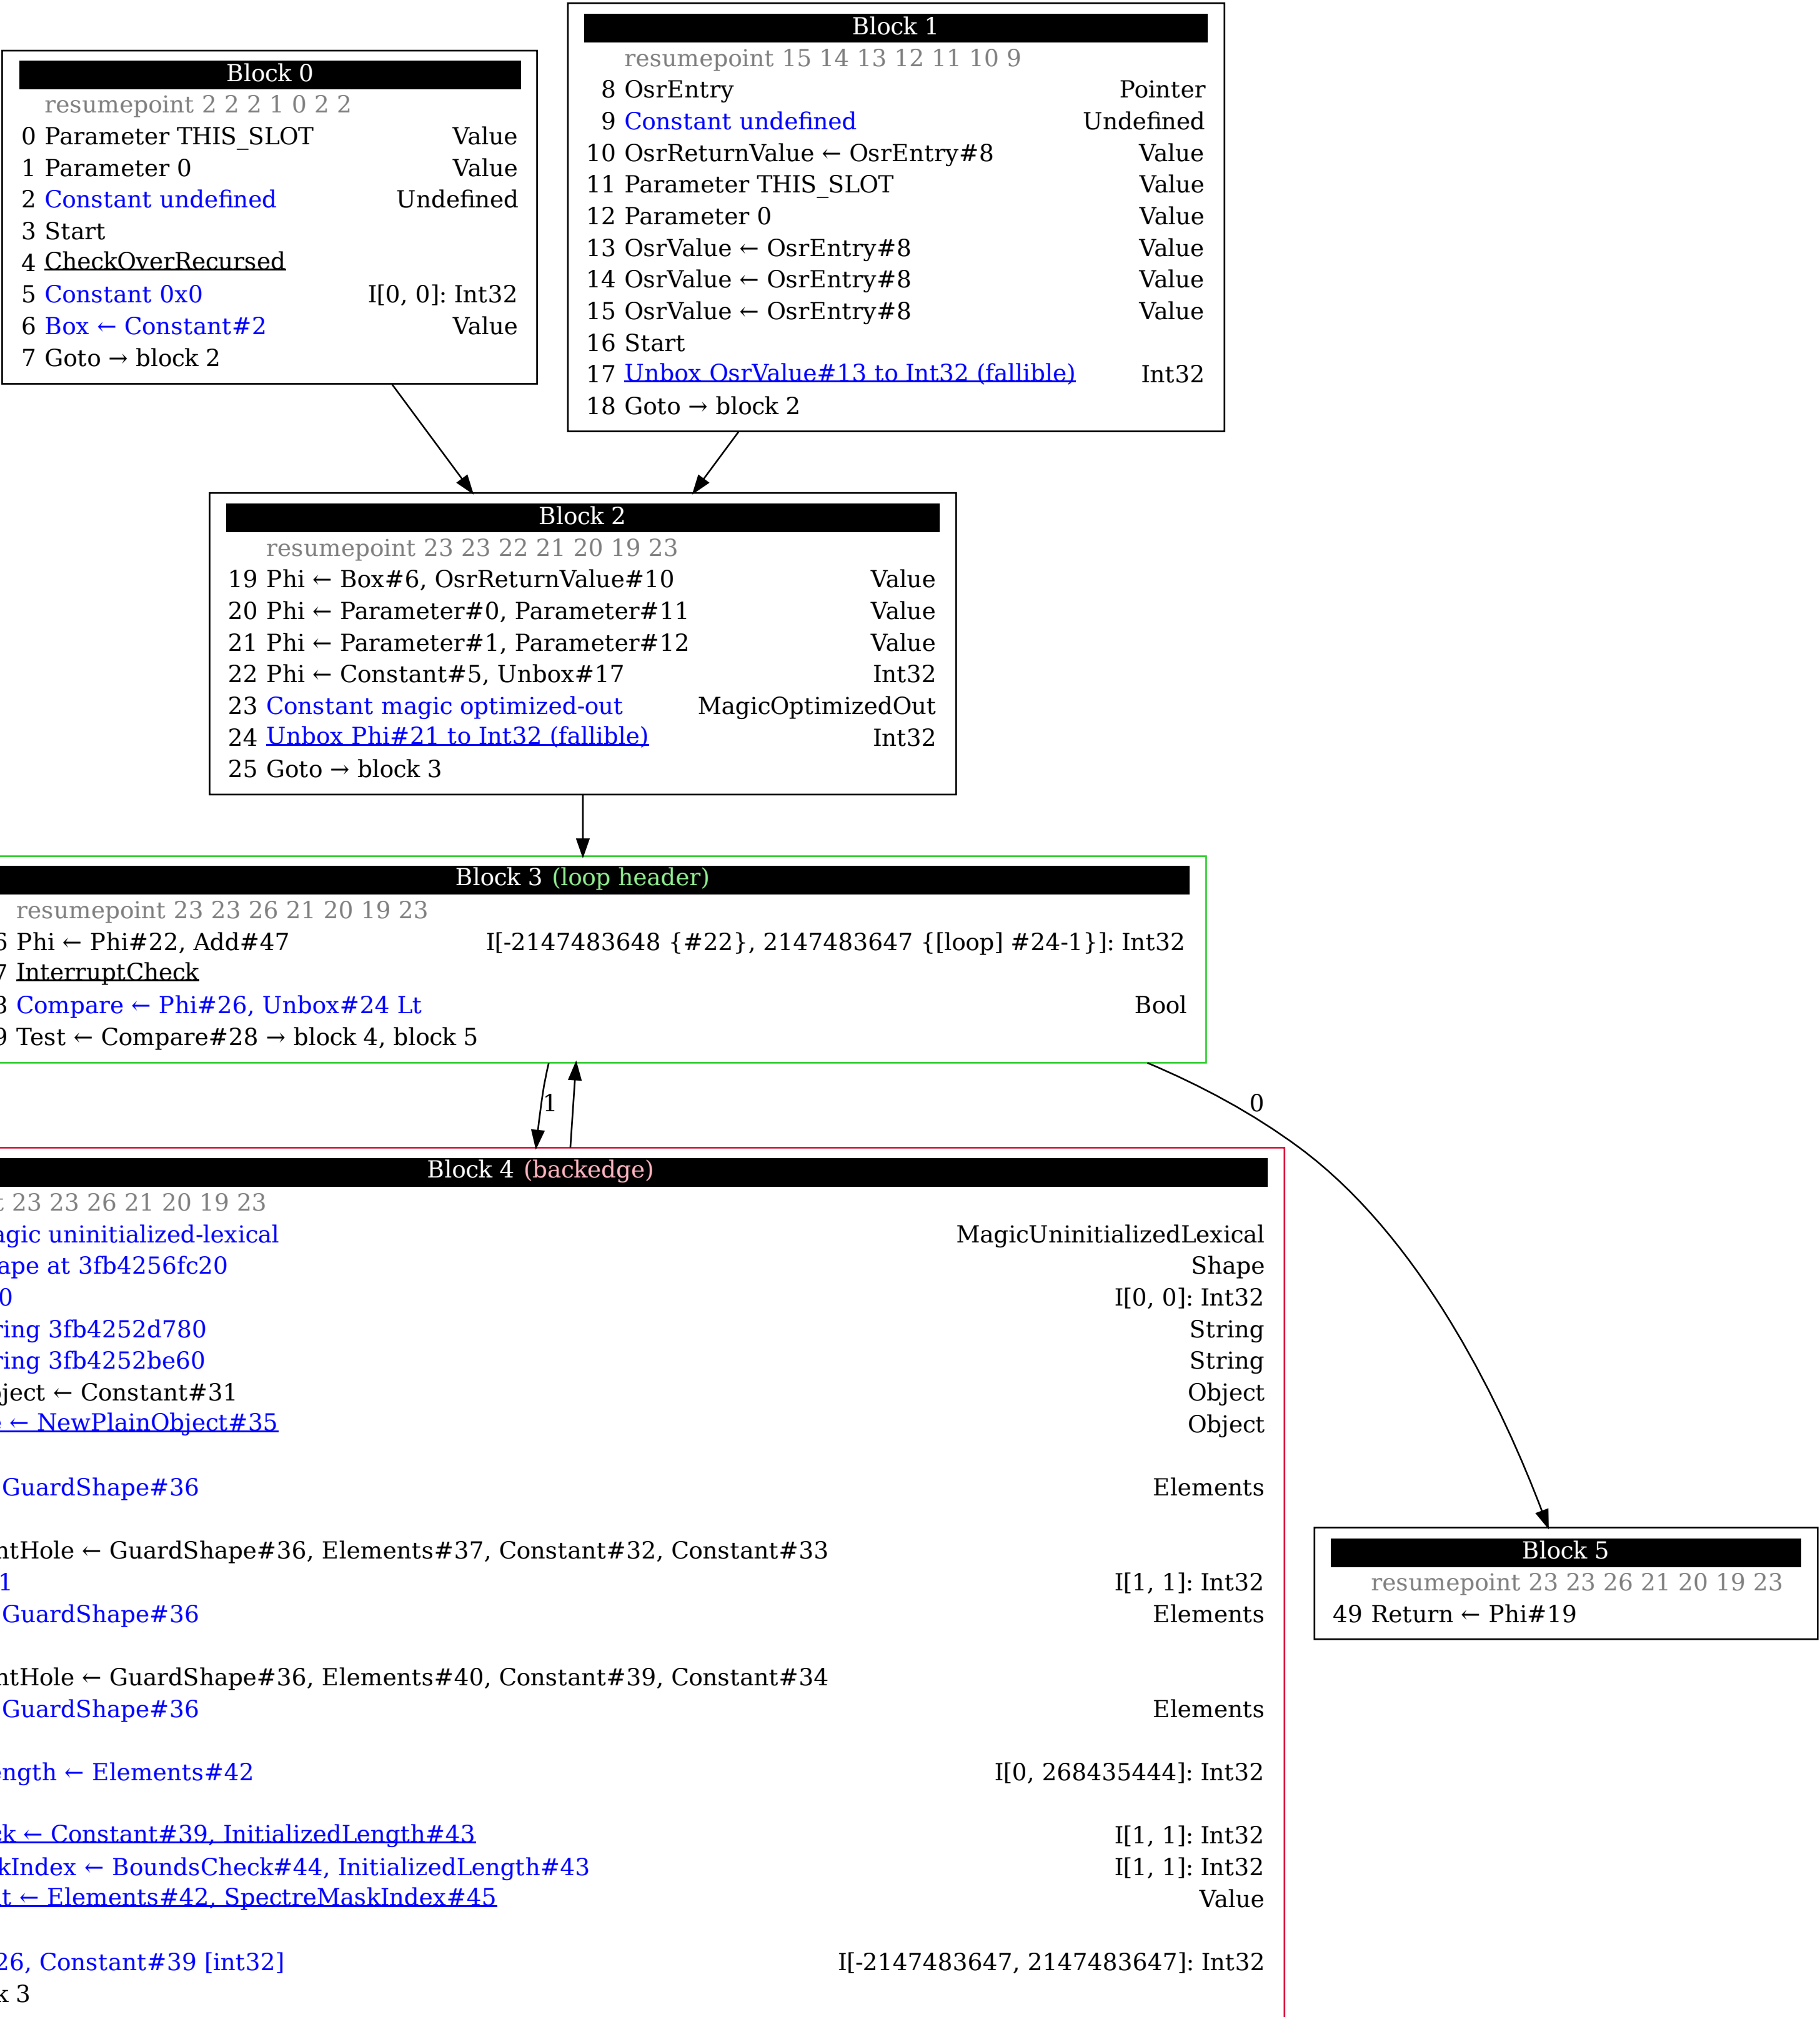 Block 0
resumepoint 2 2 2 1 0 2 2
0 Parameter THIS_SLOT Value
1 Parameter 0 Value
2 Constant undefined Undefined
3 Start
4 CheckOverRecursed
5 Constant 0x0 I[0, 0]: Int32
6 Box ← Constant#2 Value
7 Goto → block 2
Block 1
resumepoint 15 14 13 12 11 10 9
8 OsrEntry Pointer
9 Constant undefined Undefined
10 OsrReturnValue ← OsrEntry#8 Value
11 Parameter THIS_SLOT Value
12 Parameter 0 Value
13 OsrValue ← OsrEntry#8 Value
14 OsrValue ← OsrEntry#8 Value
15 OsrValue ← OsrEntry#8 Value
16 Start
17 Unbox OsrValue#13 to Int32 (fallible) Int32
18 Goto → block 2
Block 2
resumepoint 23 23 22 21 20 19 23
19 Phi ← Box#6, OsrReturnValue#10 Value
20 Phi ← Parameter#0, Parameter#11 Value
21 Phi ← Parameter#1, Parameter#12 Value
22 Phi ← Constant#5, Unbox#17 Int32
23 Constant magic optimized-out MagicOptimizedOut
24 Unbox Phi#21 to Int32 (fallible) Int32
25 Goto → block 3
Block 3 (loop header)
resumepoint 23 23 26 21 20 19 23
6 Phi ← Phi#22, Add#47 I[-2147483648 {#22}, 2147483647 {[loop] #24-1}]: Int32
7 InterruptCheck
8 Compare ← Phi#26, Unbox#24 Lt Bool
9 Test ← Compare#28 → block 4, block 5
1
0
Block 4 (backedge)
t 23 23 26 21 20 19 23
agic uninitialized-lexical MagicUninitializedLexical
ape at 3fb4256fc20 Shape
0 I[0, 0]: Int32
ring 3fb4252d780 String
ring 3fb4252be60 String
ject ← Constant#31 Object
e ← NewPlainObject#35 Object
GuardShape#36 Elements
ntHole ← GuardShape#36, Elements#37, Constant#32, Constant#33
1 I[1, 1]: Int32
GuardShape#36 Elements
ntHole ← GuardShape#36, Elements#40, Constant#39, Constant#34
GuardShape#36 Elements
ength ← Elements#42 I[0, 268435444]: Int32
ck ← Constant#39, InitializedLength#43 I[1, 1]: Int32
kIndex ← BoundsCheck#44, InitializedLength#43 I[1, 1]: Int32
nt ← Elements#42, SpectreMaskIndex#45 Value
26, Constant#39 [int32] I[-2147483647, 2147483647]: Int32
k 3
Block 5
resumepoint 23 23 26 21 20 19 23
49 Return ← Phi#19